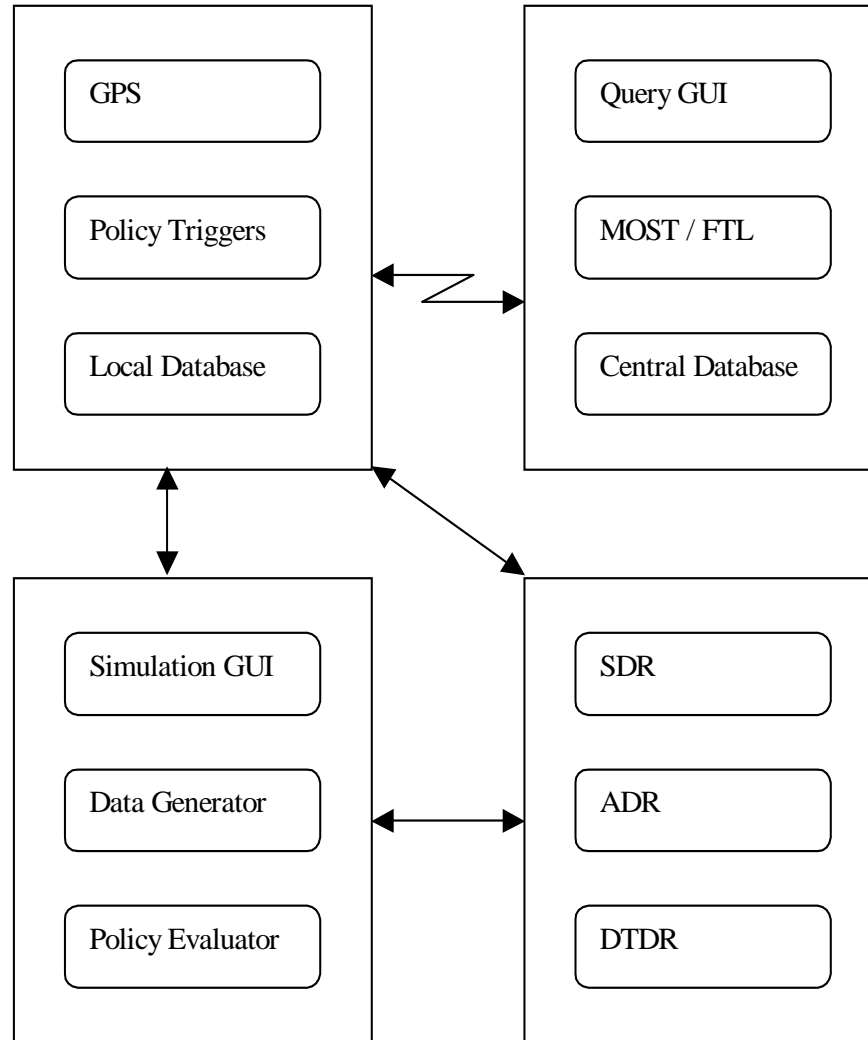 GPS
Policy Triggers
Local Database
Query GUI
MOST / FTL
Central Database
Simulation GUI
Data Generator
Policy Evaluator
SDR
ADR
DTDR